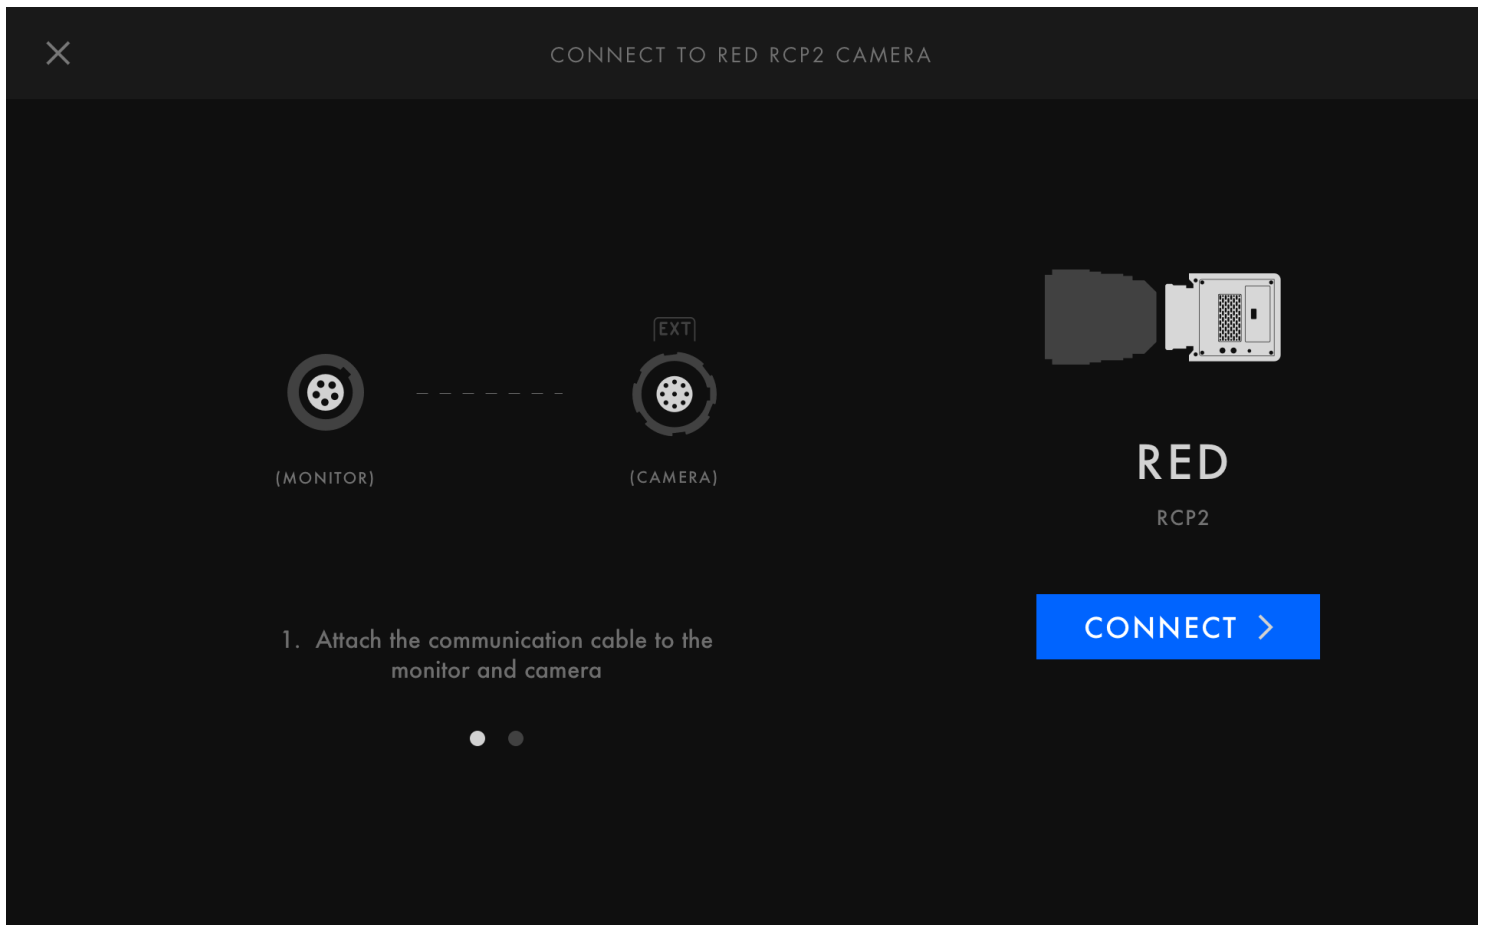 CONNECT TO RED RCP2 CAMERA
EXT
(MONITOR)
(CAMERA)
1. Attach the communication cable to the
monitor and camera
RED
RCP2
CONNECT